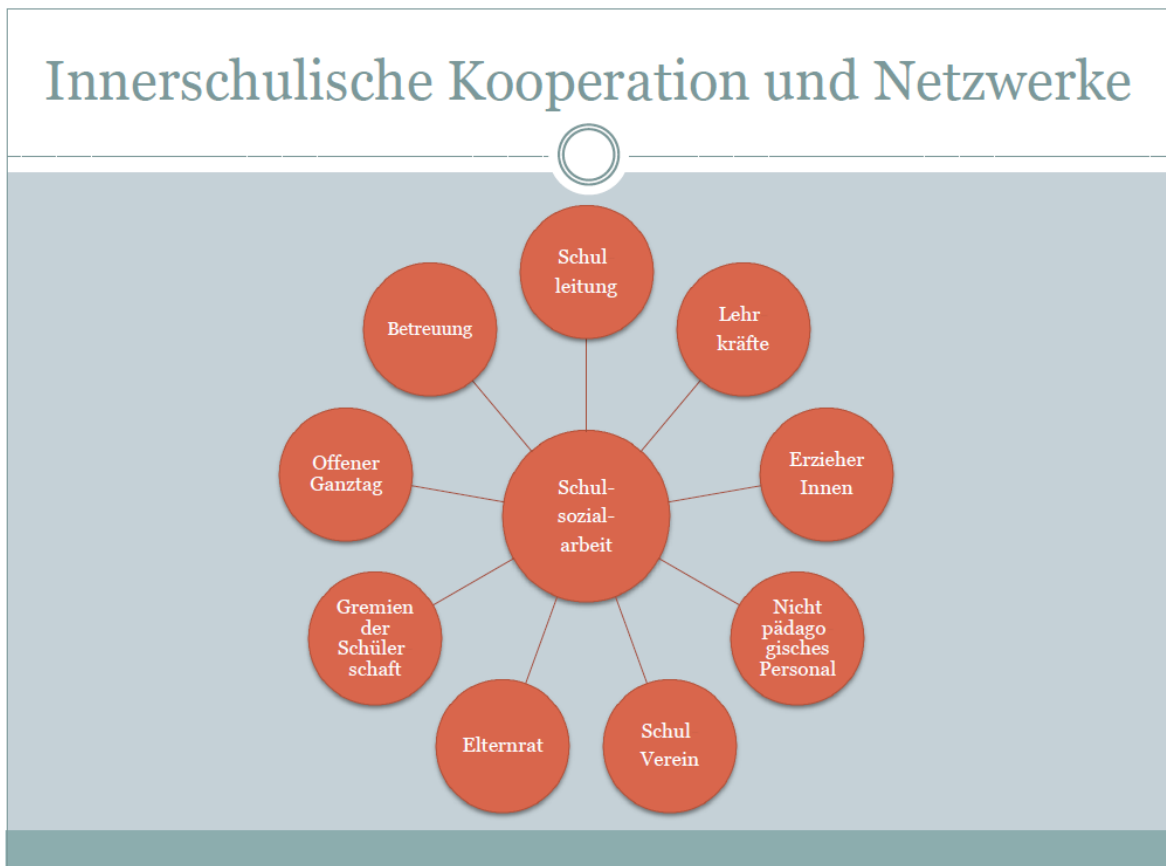 Innerschulische Kooperation und Netzwerke
Schul
leitung
Lehr
kräfte
Erzieher
Innen
Nicht
pädago
gisches
Personal
Schul
Verein
Elternrat
Gremien
der
Schüler
schaft
Offener
Ganztag
Betreuung
Schul-
sozial-
arbeit